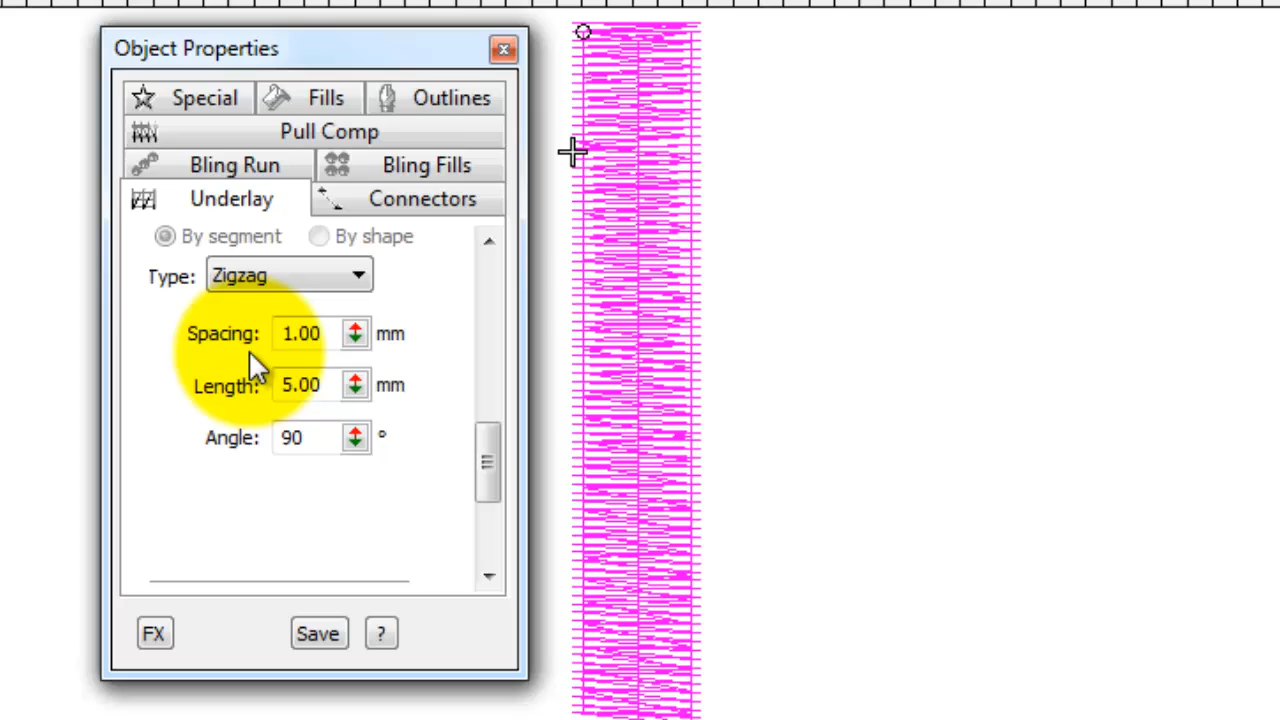 Object Properties
Special Fills Outlines
Pull Comp
Bling Run Bling Fills
Underlay Connectors
By segment By shape
Type: Zigzag
Spacing: 1.00 mm
Length: 5.00 mm
Angle: 90 °
FX Save ?